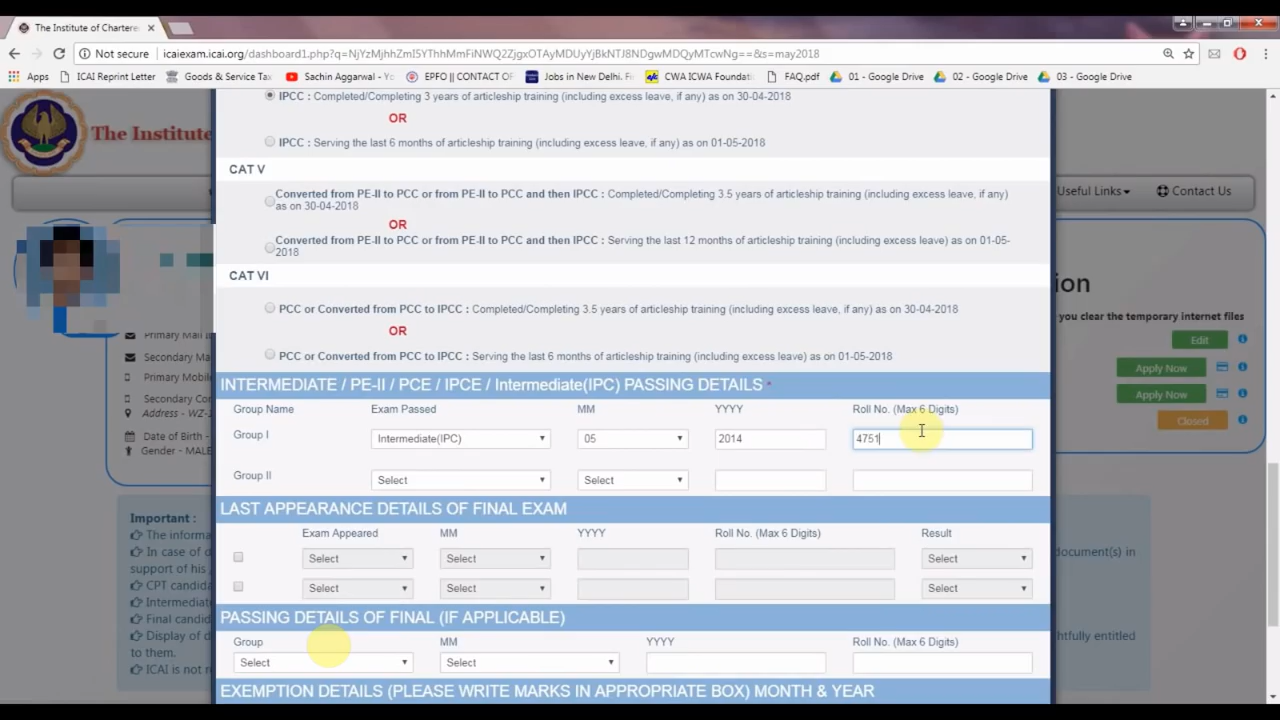 The Institute of Chartere
Not secure
icaiexam.icai.org/dashboard1.php?q=NjYzMjhhZmI5YThhMmFiNWQ2ZjgxOTAyMDUyYjBkNTJ8NDgwMDQyMTcwNg==&s=may2018
Apps
ICAI Reprint Letter
Goods & Service Tax
Sachin Aggarwal - Yo
EPFO || CONTACT OF
Jobs in New Delhi. Fi
CWA ICWA Foundati
FAQ.pdf
01 - Google Drive
02 - Google Drive
03 - Google Drive
The Institute
Useful Links
Contact Us
IPCC : Completed/Completing 3 years of articleship training (including excess leave, if any) as on 30-04-2018
OR
IPCC : Serving the last 6 months of articleship training (including excess leave, if any) as on 01-05-2018
CAT V
Converted from PE-II to PCC or from PE-II to PCC and then IPCC : Completed/Completing 3.5 years of articleship training (including excess leave, if any)
as on 30-04-2018
OR
Converted from PE-II to PCC or from PE-II to PCC and then IPCC : Serving the last 12 months of articleship training (including excess leave) as on 01-05-
2018
CAT VI
PCC or Converted from PCC to IPCC : Completed/Completing 3.5 years of articleship training (including excess leave, if any) as on 30-04-2018
OR
PCC or Converted from PCC to IPCC : Serving the last 6 months of articleship training (including excess leave) as on 01-05-2018
ion
you clear the temporary internet files
Edit
Apply Now
Apply Now
Closed
Primary Mail I
Secondary Ma
Primary Mobile
Secondary Cor
Address - WZ-1
Date of Birth -
Gender - MALE
INTERMEDIATE / PE-II / PCE / IPCE / Intermediate(IPC) PASSING DETAILS *
Group Name Exam Passed MM YYYY Roll No. (Max 6 Digits)
Group I Intermediate(IPC) 05 2014 4751
Group II Select Select
LAST APPEARANCE DETAILS OF FINAL EXAM
Exam Appeared MM YYYY Roll No. (Max 6 Digits) Result
Select Select Select
Select Select Select
PASSING DETAILS OF FINAL (IF APPLICABLE)
Group MM YYYY Roll No. (Max 6 Digits)
Select Select
EXEMPTION DETAILS (PLEASE WRITE MARKS IN APPROPRIATE BOX) MONTH & YEAR
Important :
The informa
In case of d
document(s) in
support of his
CPT candida
Intermediate
Final candid
Display of d
htfully entitled
to them.
ICAI is not r